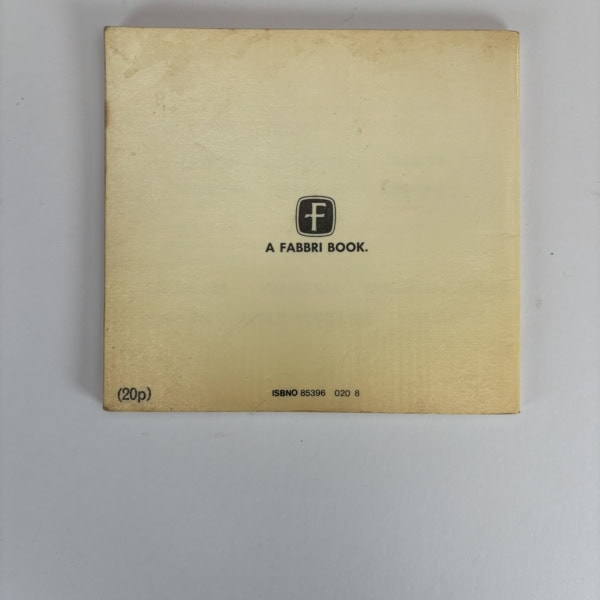 F
A FABBRI BOOK.
(20p)
ISBNO 85396 020 8